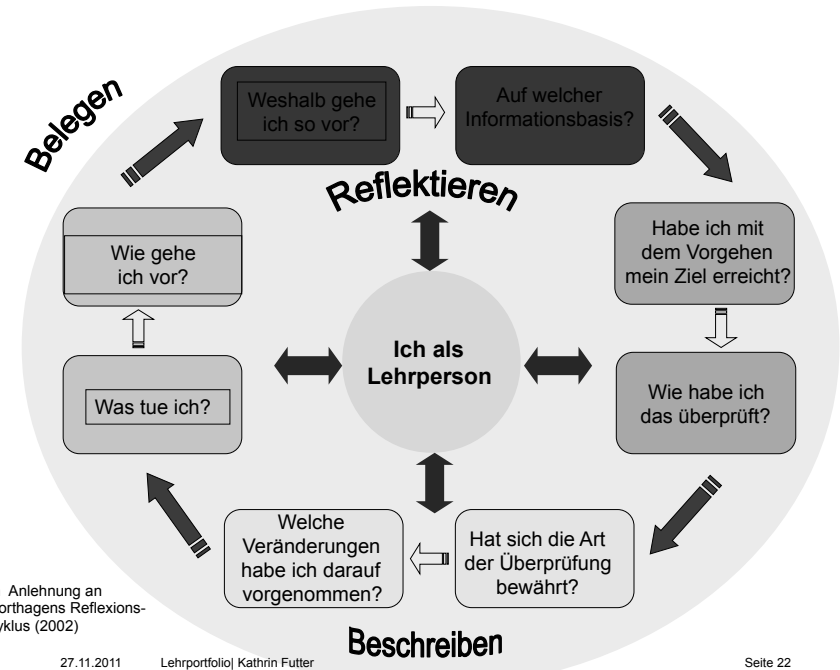 Belegen
Weshalb gehe
ich so vor?
Auf welcher
Informationsbasis?
Reflektieren
Habe ich mit
dem Vorgehen
mein Ziel erreicht?
Wie gehe
ich vor?
Ich als
Lehrperson
Was tue ich?
Wie habe ich
das überprüft?
Welche
Veränderungen
habe ich darauf
vorgenommen?
Hat sich die Art
der Überprüfung
bewährt?
Anlehnung an
orthagens Reflexions-
yklus (2002)
Beschreiben
27.11.2011 Lehrportfolio| Kathrin Futter Seite 22